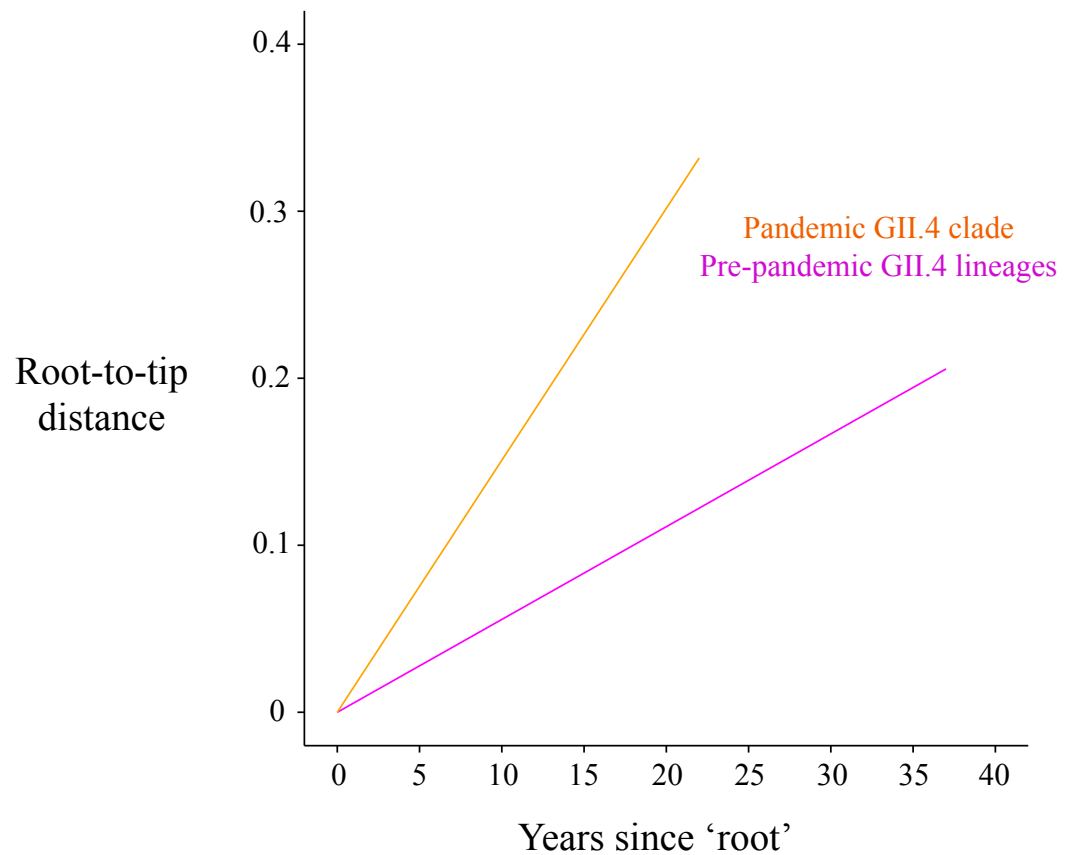 0.4
0.3
0.2
0.1
0
Root-to-tip
distance
Pandemic GII.4 clade
Pre-pandemic GII.4 lineages
0 5 10 15 20 25 30 35 40
Years since ‘root’